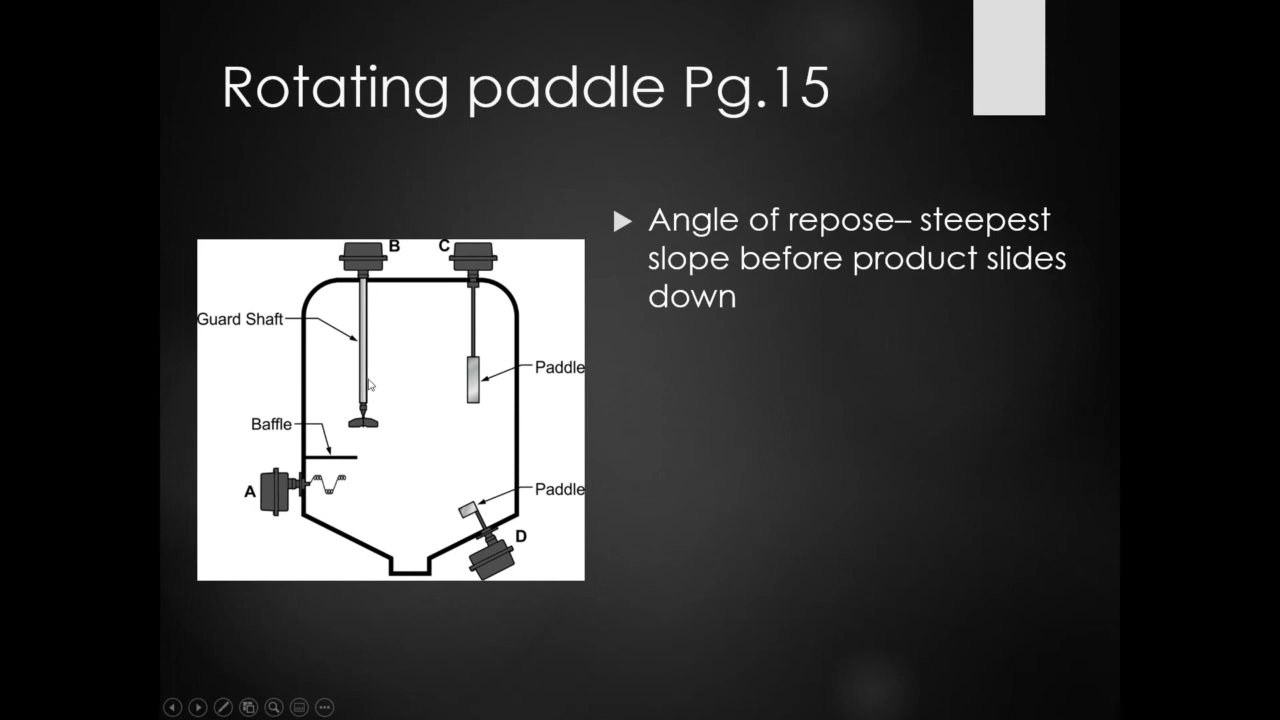 Rotating paddle Pg.15
Angle of repose– steepest
slope before product slides
down
B
C
Guard Shaft
Paddle
Baffle
A
Paddle
D